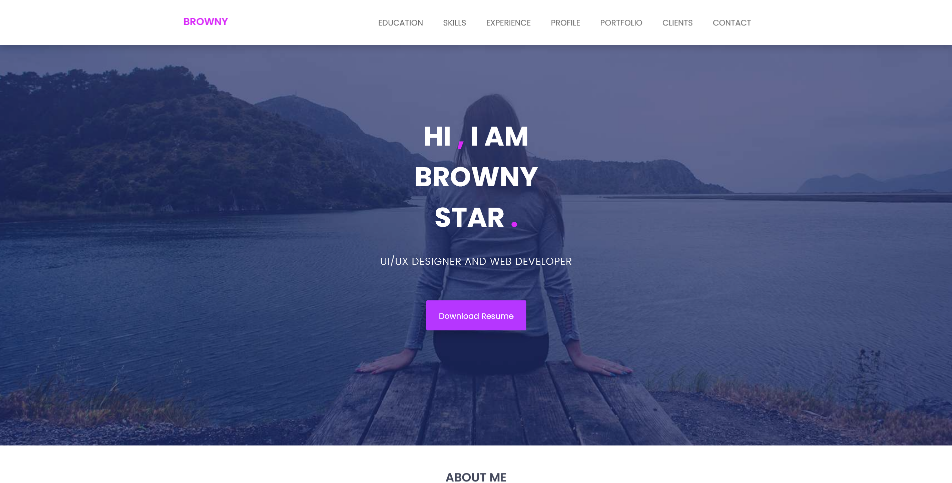 BROWNY
EDUCATION SKILLS EXPERIENCE PROFILE PORTFOLIO CLIENTS CONTACT
HI , I AM
BROWNY
STAR .
UI/UX DESIGNER AND WEB DEVELOPER
Download Resume
ABOUT ME